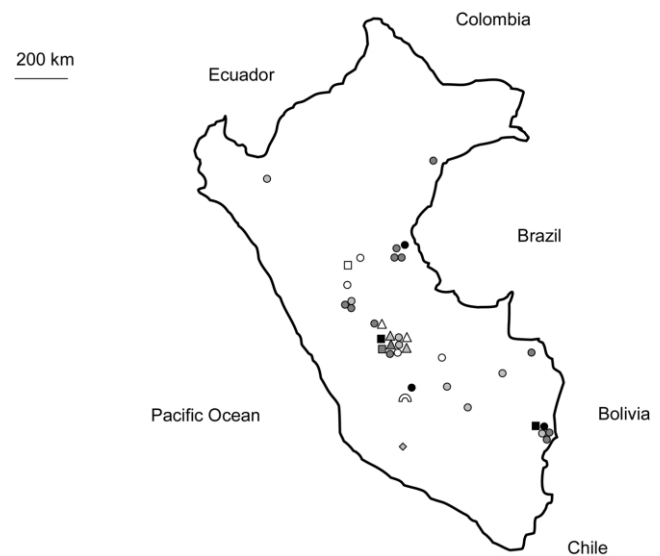 Colombia
200 km
Ecuador
Brazil
Pacific Ocean
Bolivia
Chile